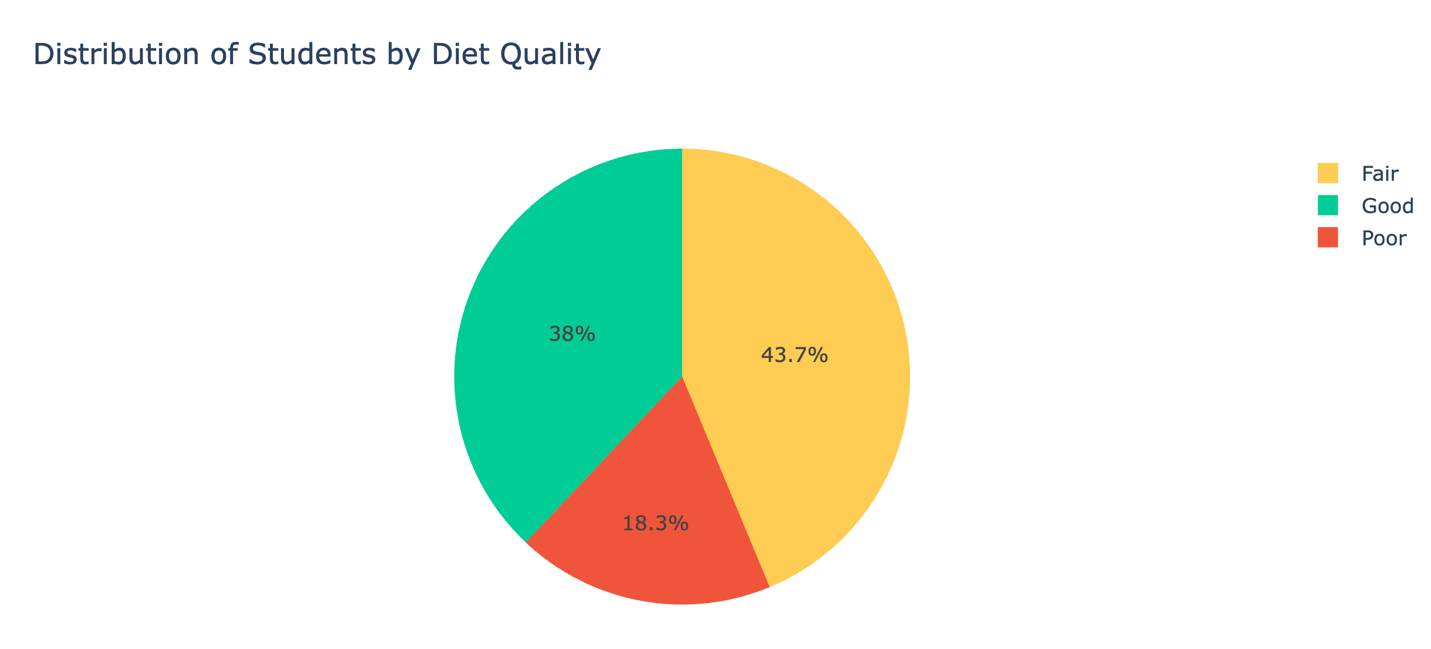 Distribution of Students by Diet Quality
Fair
Good
Poor
38%
43.7%
18.3%